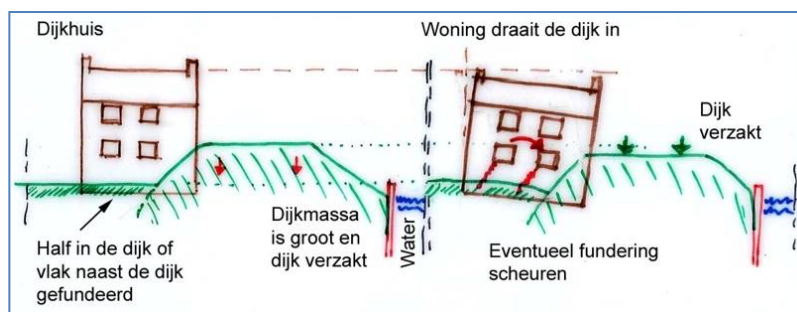 Dijkhuis
Half in de dijk of
vlak naast de dijk
gefundeerd
Dijkmassa
is groot en
dijk verzakt
Water
Woning draait de dijk in
Dijk
verzakt
Eventueel fundering
scheuren